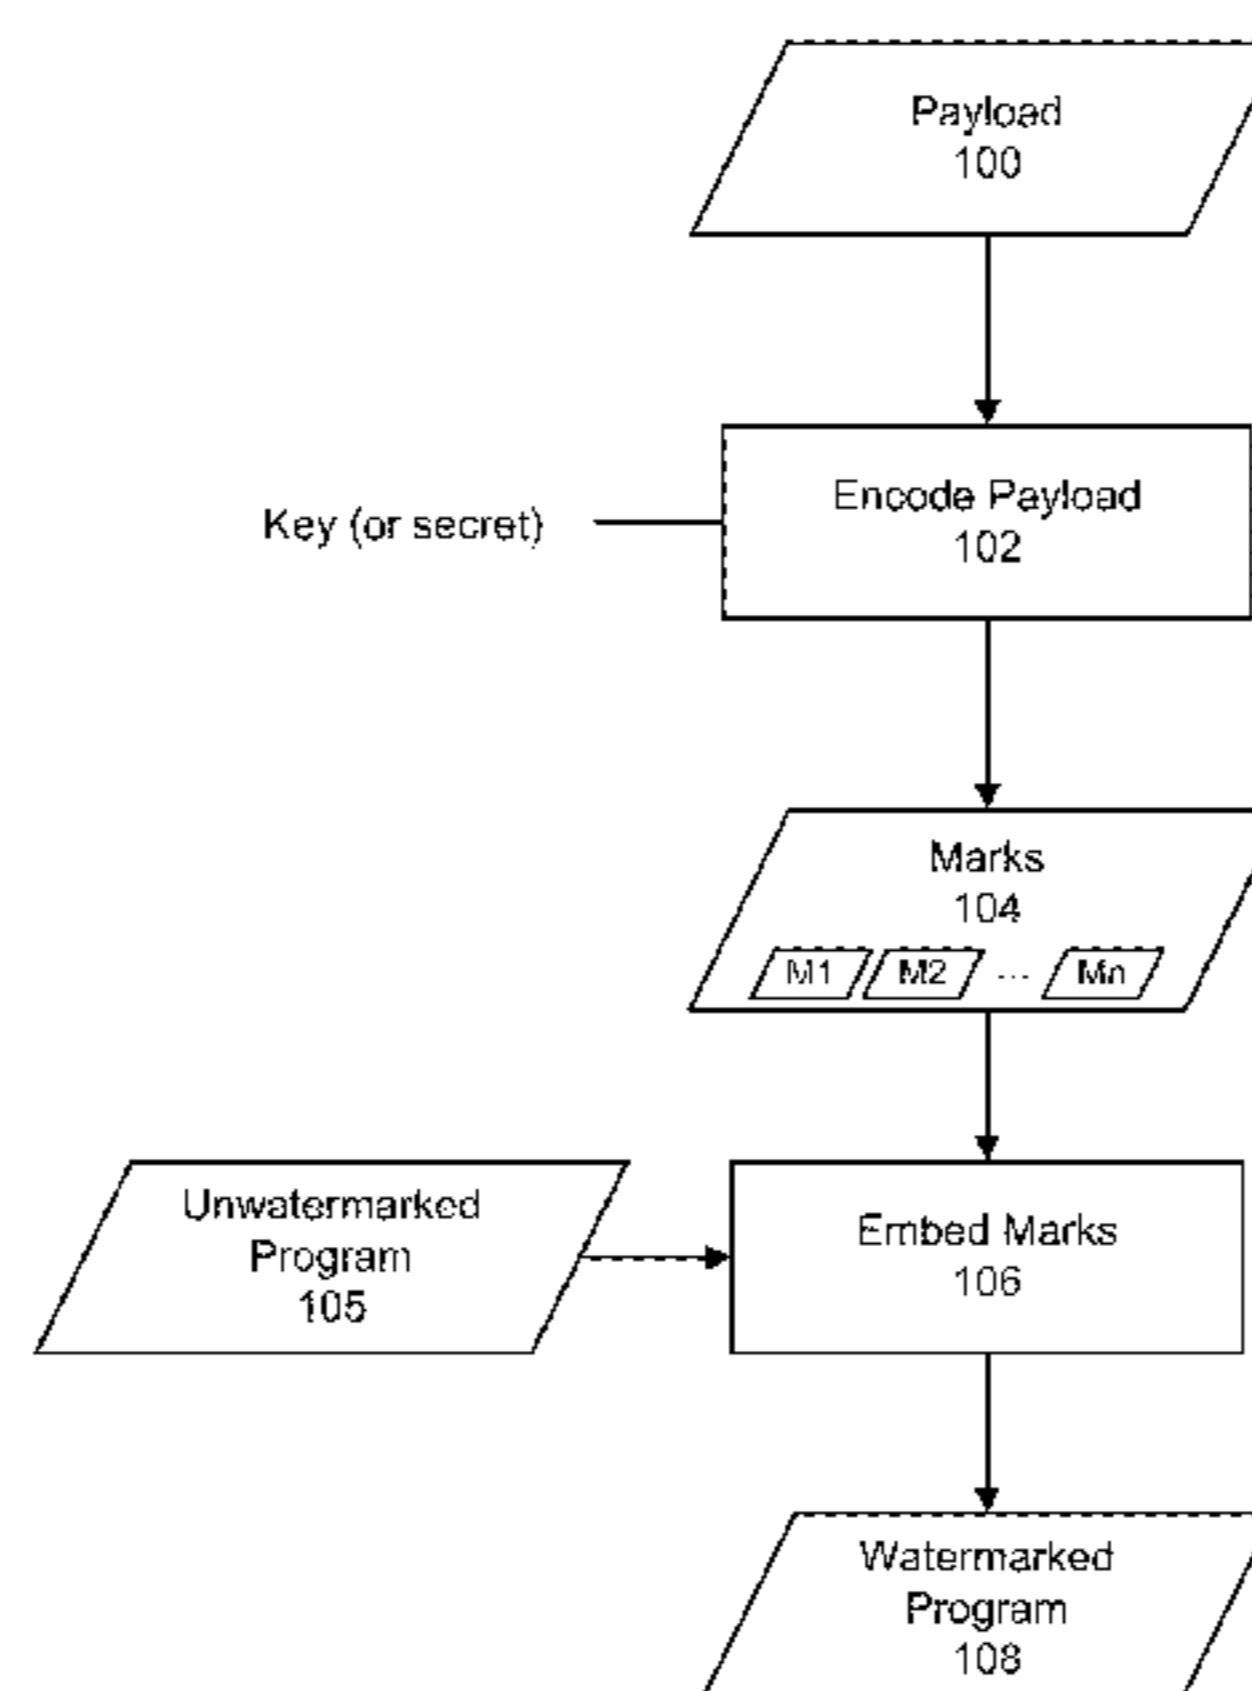 Payload
100
Key (or secret)
Encode Payload
102
Marks
104
M1 M2 ... Mn
Unwatermarked
Program
105
Embed Marks
106
Watermarked
Program
108